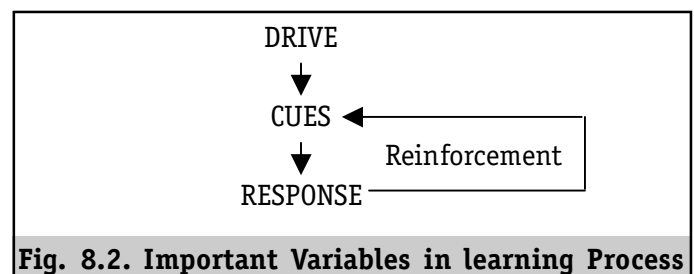 DRIVE
CUES
Reinforcement
RESPONSE
Fig. 8.2. Important Variables in learning Process